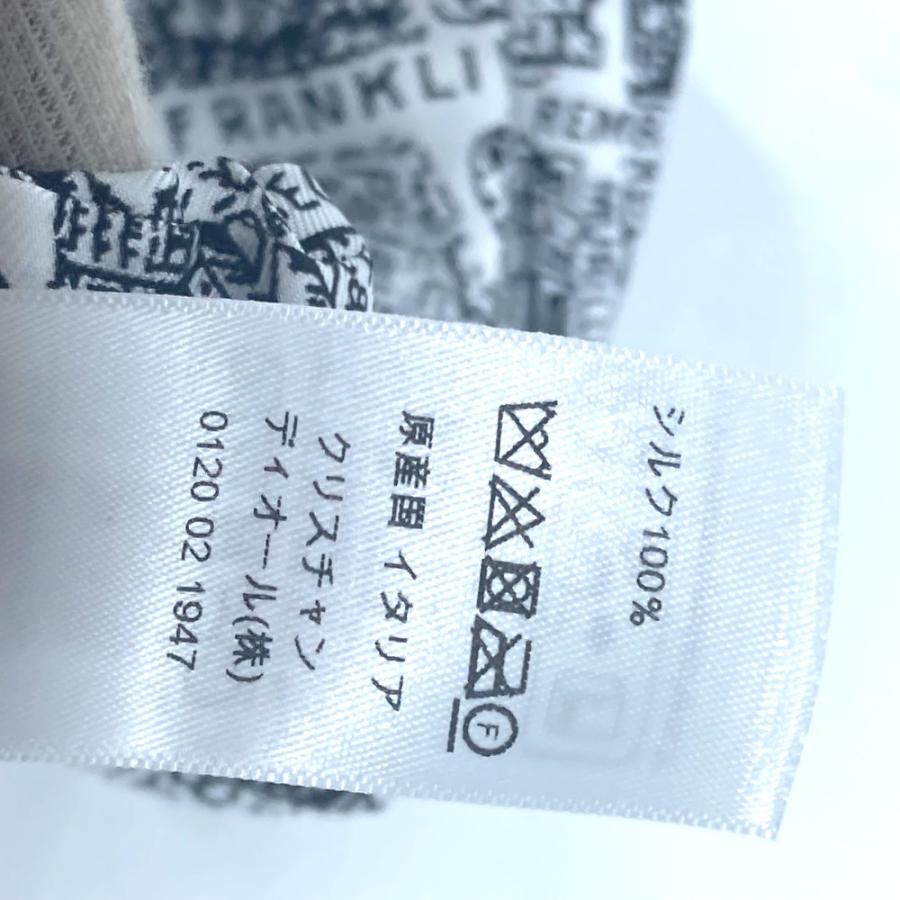 シルク100%
F
原産国 イタリア
クリスチャン
ディオール(株)
0120 02 1947
FRANKLI